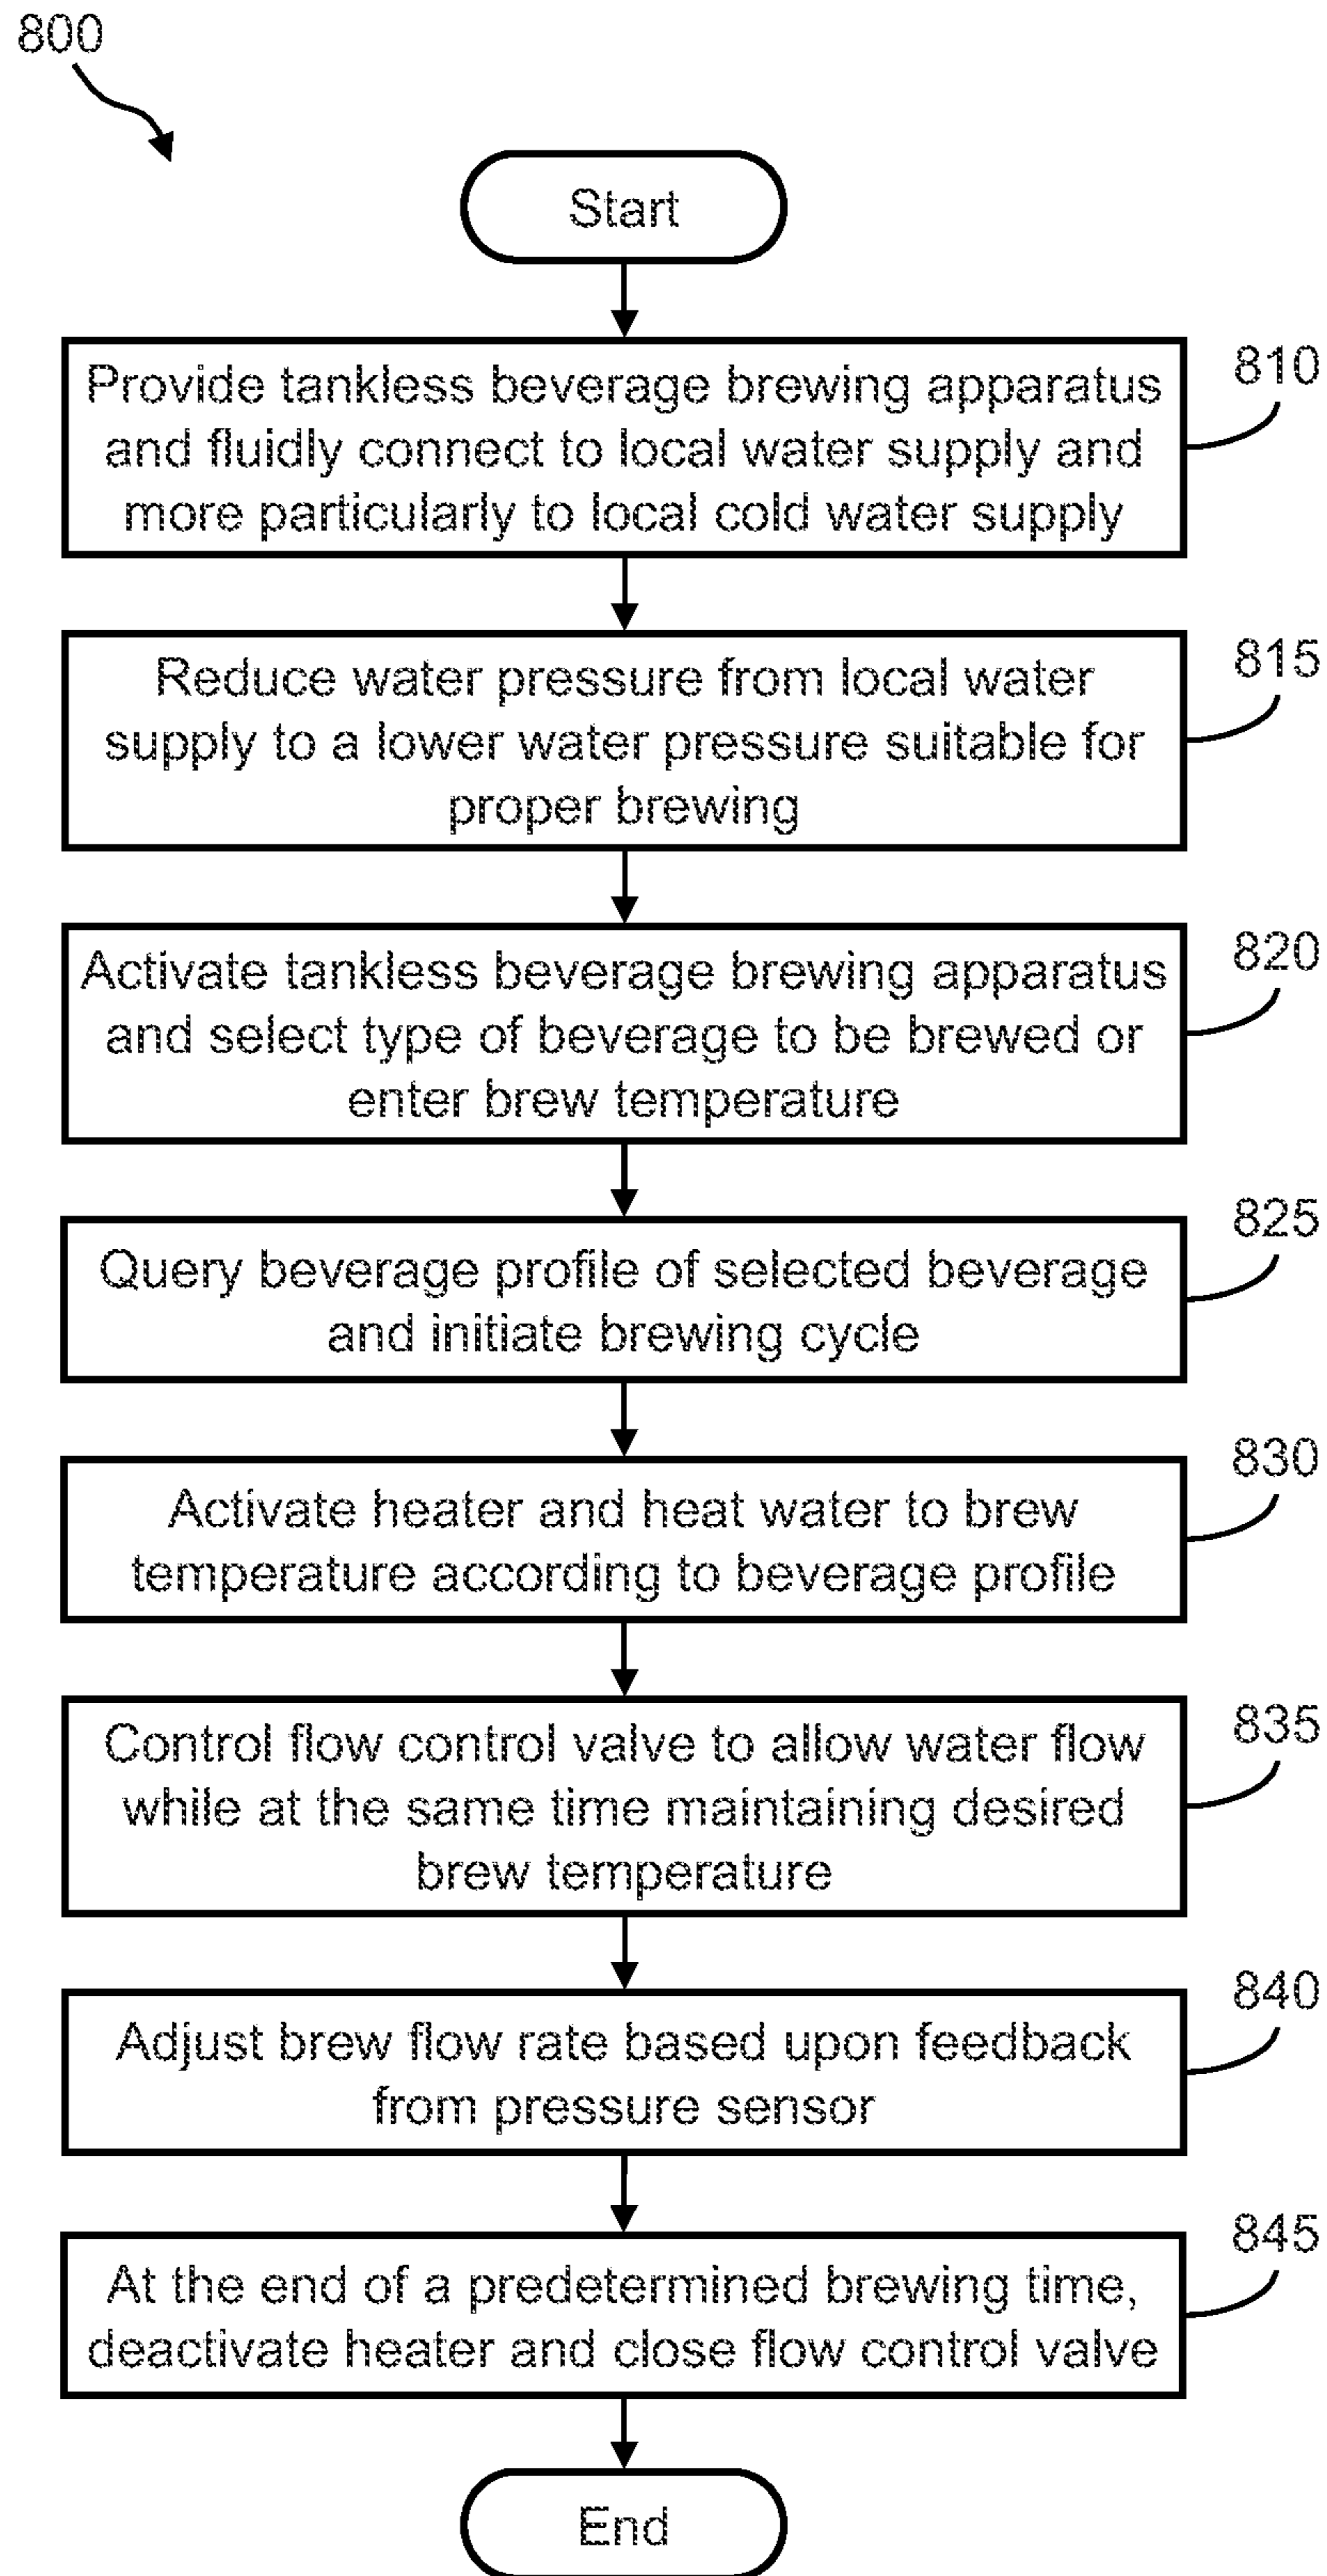 800
Start
Provide tankless beverage brewing apparatus
and fluidly connect to local water supply and
more particularly to local cold water supply
810
Reduce water pressure from local water
supply to a lower water pressure suitable for
proper brewing
815
Activate tankless beverage brewing apparatus
and select type of beverage to be brewed or
enter brew temperature
820
Query beverage profile of selected beverage
and initiate brewing cycle
825
Activate heater and heat water to brew
temperature according to beverage profile
830
Control flow control valve to allow water flow
while at the same time maintaining desired
brew temperature
835
Adjust brew flow rate based upon feedback
from pressure sensor
840
At the end of a predetermined brewing time,
deactivate heater and close flow control valve
845
End